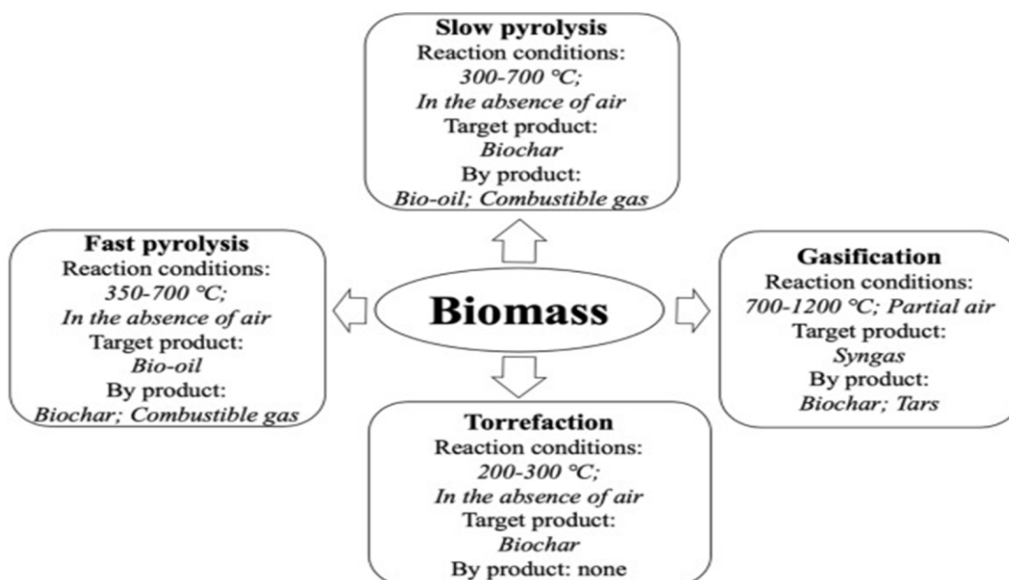 Slow pyrolysis
Reaction conditions:
300-700 °C;
In the absence of air
Target product:
Biochar
By product:
Bio-oil; Combustible gas
Fast pyrolysis
Reaction conditions:
350-700 °C;
In the absence of air
Target product:
Bio-oil
By product:
Biochar; Combustible gas
Biomass
Gasification
Reaction conditions:
700-1200 °C; Partial air
Target product:
Syngas
By product:
Biochar; Tars
Torrefaction
Reaction conditions:
200-300 °C;
In the absence of air
Target product:
Biochar
By product: none